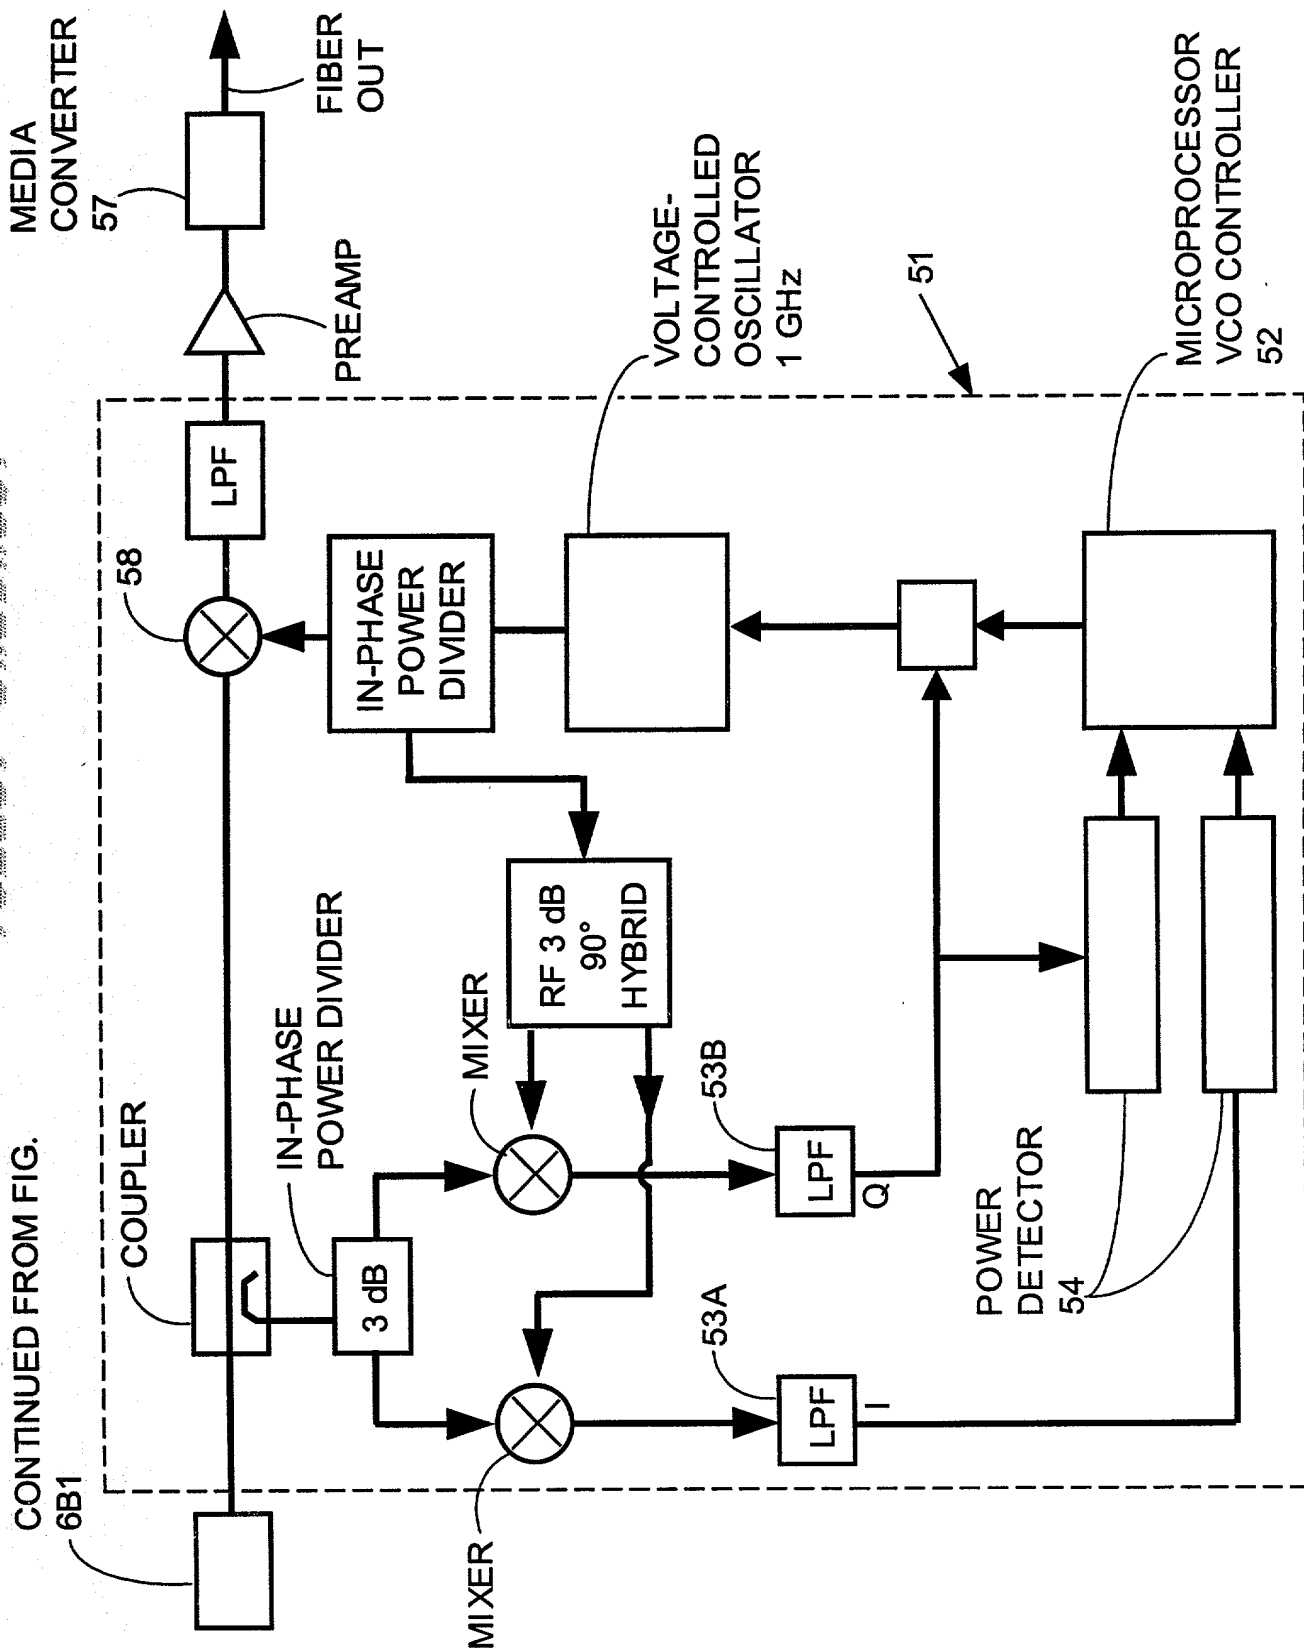 CONTINUED FROM FIG.
6B1
COUPLER
IN-PHASE
POWER DIVIDER
3 dB
MIXER
MIXER
RF 3 dB
90°
HYBRID
53A
LPF
I
53B
LPF
Q
POWER
DETECTOR
54
58
LPF
IN-PHASE
POWER
DIVIDER
PREAMP
MEDIA
CONVERTER
57
FIBER
OUT
VOLTAGE-
CONTROLLED
OSCILLATOR
1 GHz
51
MICROPROCESSOR
VCO CONTROLLER
52